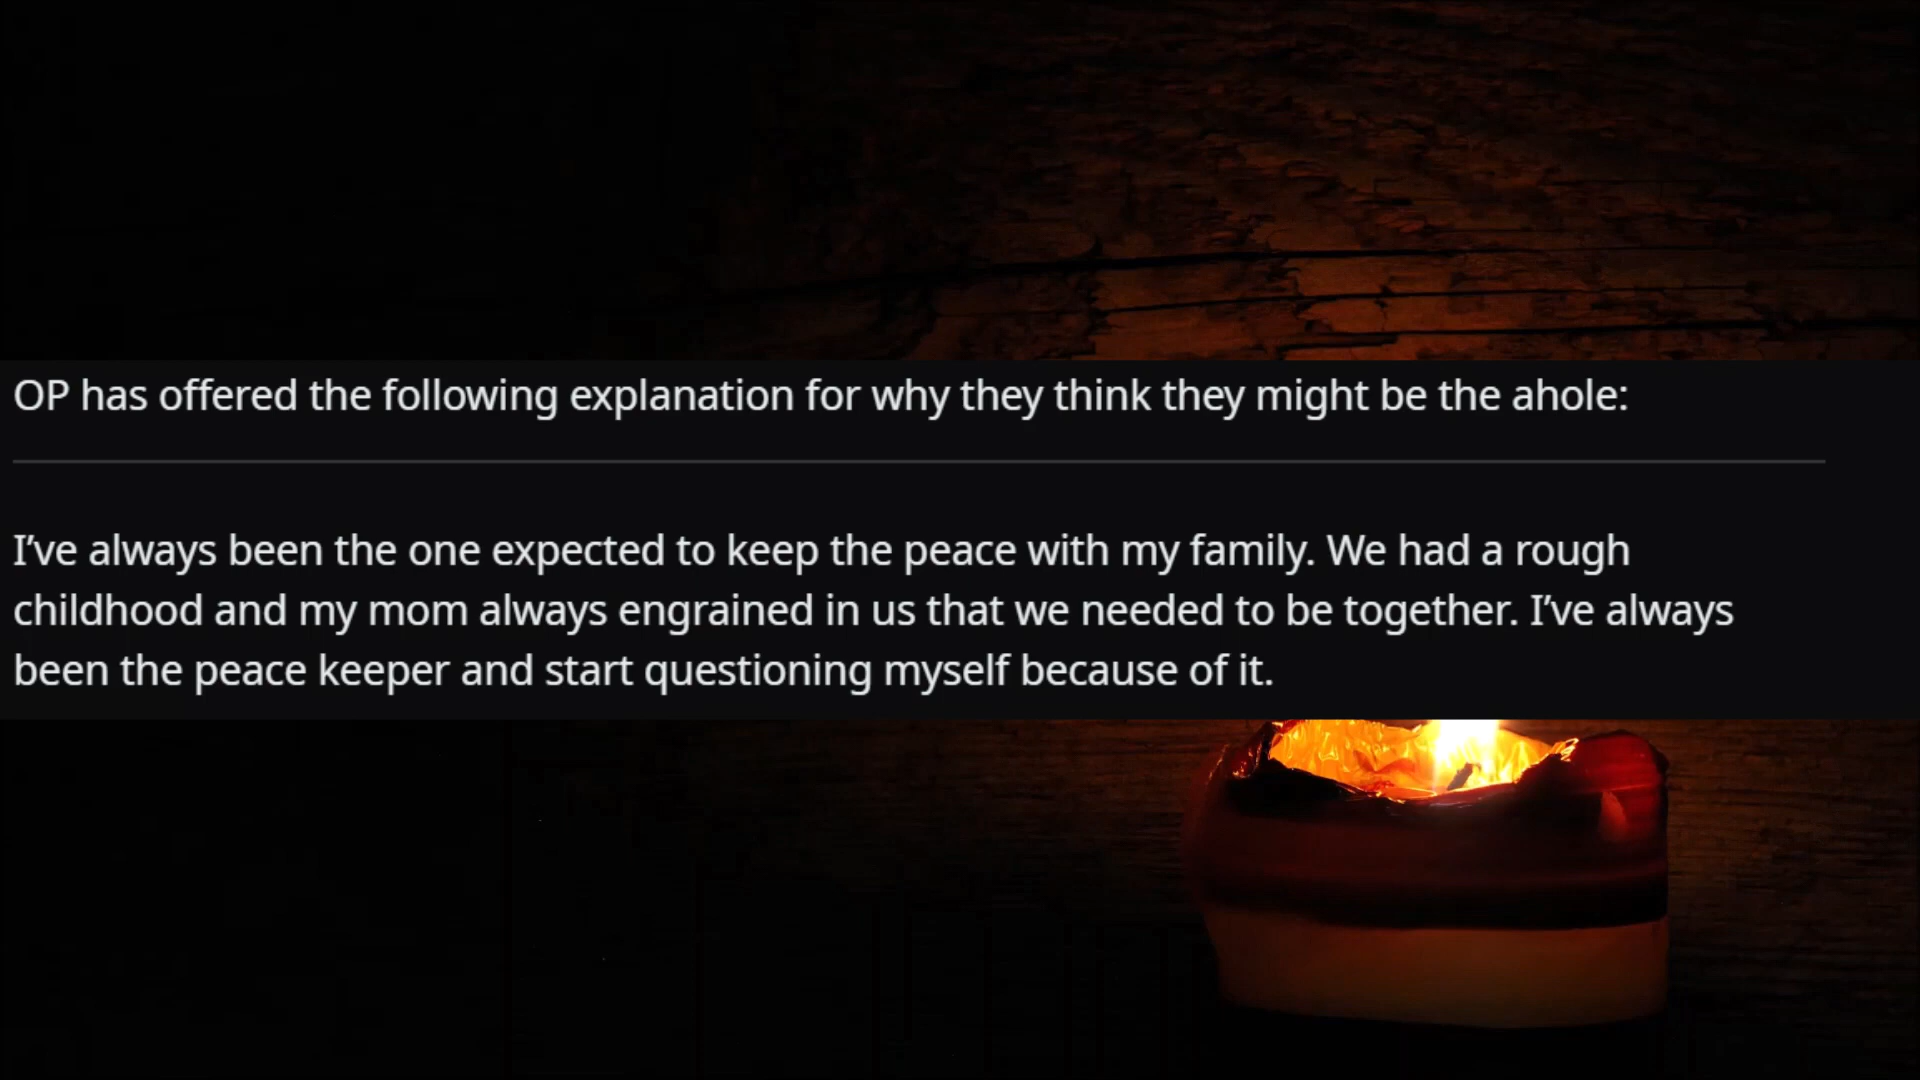 OP has offered the following explanation for why they think they might be the ahole:
I’ve always been the one expected to keep the peace with my family. We had a rough
childhood and my mom always engrained in us that we needed to be together. I’ve always
been the peace keeper and start questioning myself because of it.